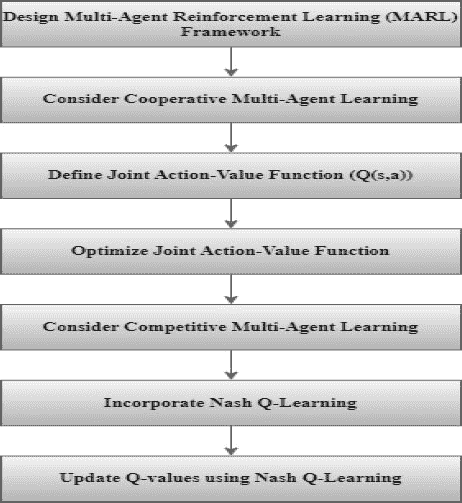 Design Multi-Agent Reinforcement Learning (MARL)
Framework
Consider Cooperative Multi-Agent Learning
Define Joint Action-Value Function (Q(s,a))
Optimize Joint Action-Value Function
Consider Competitive Multi-Agent Learning
Incorporate Nash Q-Learning
Update Q-values using Nash Q-Learning